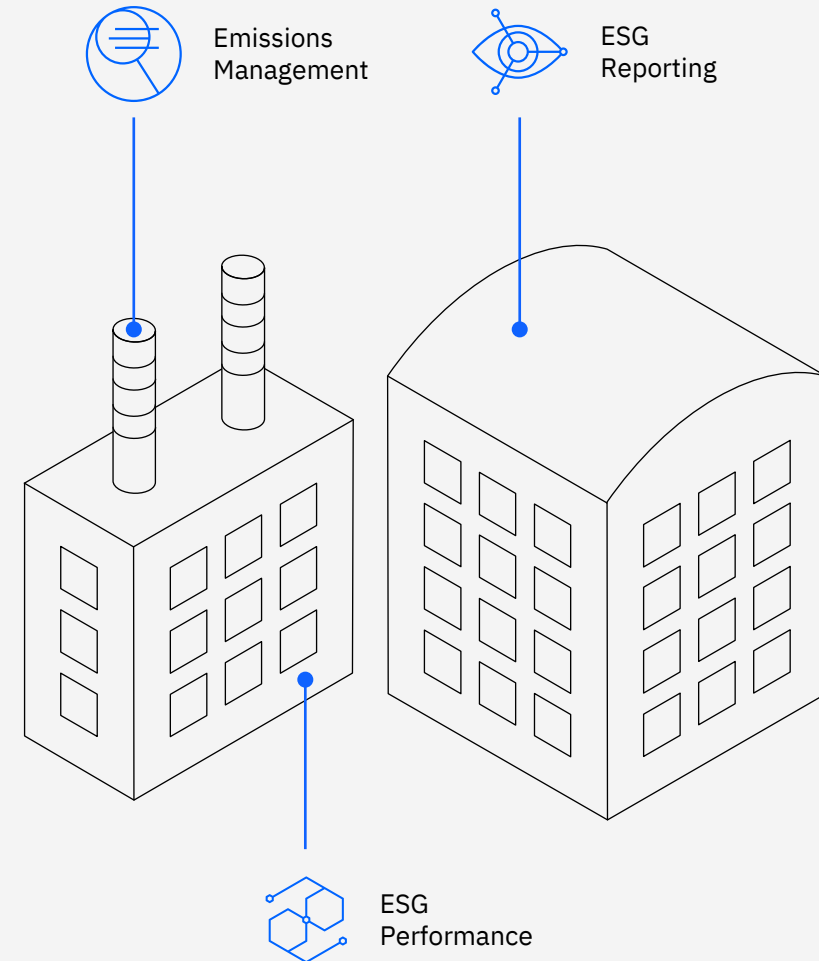 Emissions
Management
ESG
Reporting
ESG
Performance